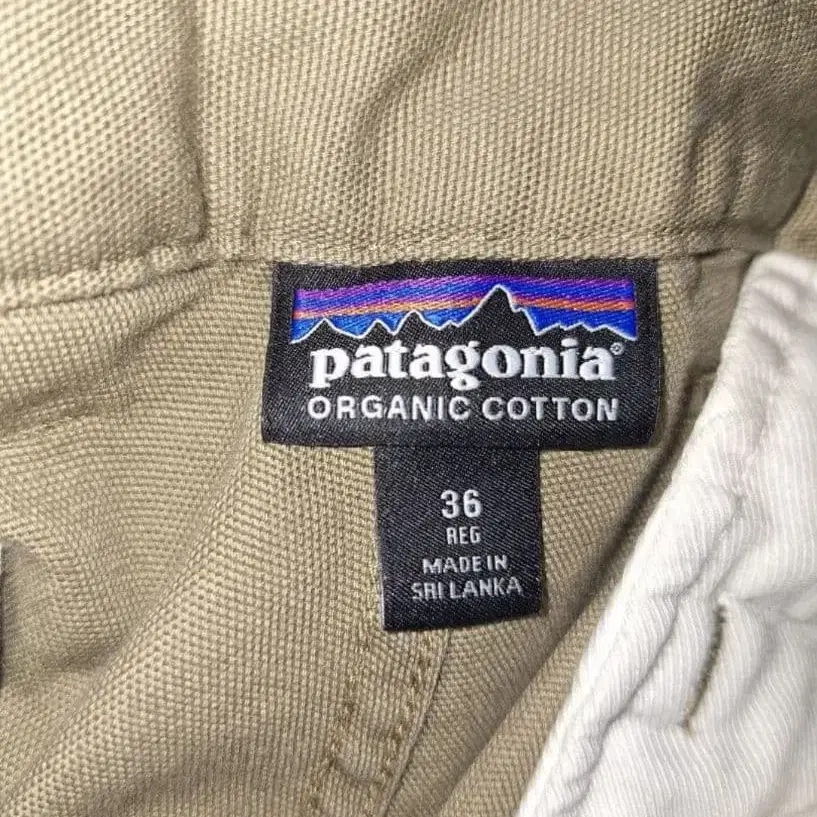 patagonia®
ORGANIC COTTON
36
REG
MADE IN
SRI LANKA